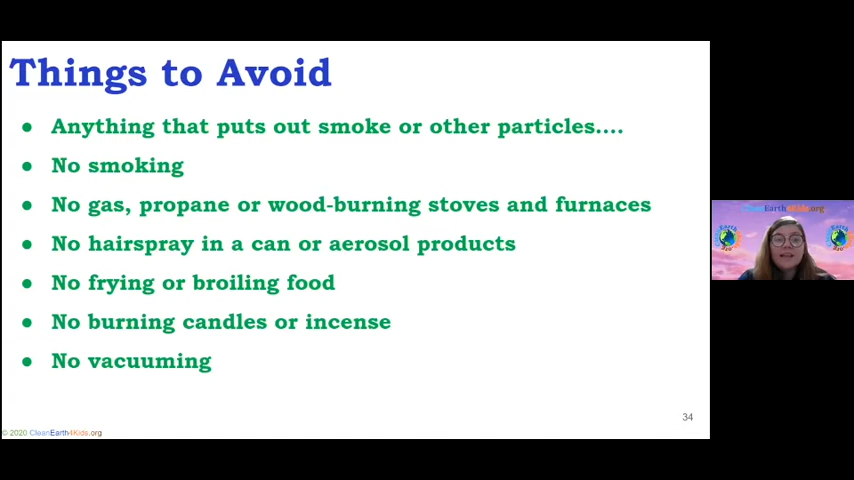 Things to Avoid
● Anything that puts out smoke or other particles....
● No smoking
● No gas, propane or wood-burning stoves and furnaces
● No hairspray in a can or aerosol products
● No frying or broiling food
● No burning candles or incense
● No vacuuming
34
© 2020 CleanEarth4Kids.org
CleanEarth4Kids.org